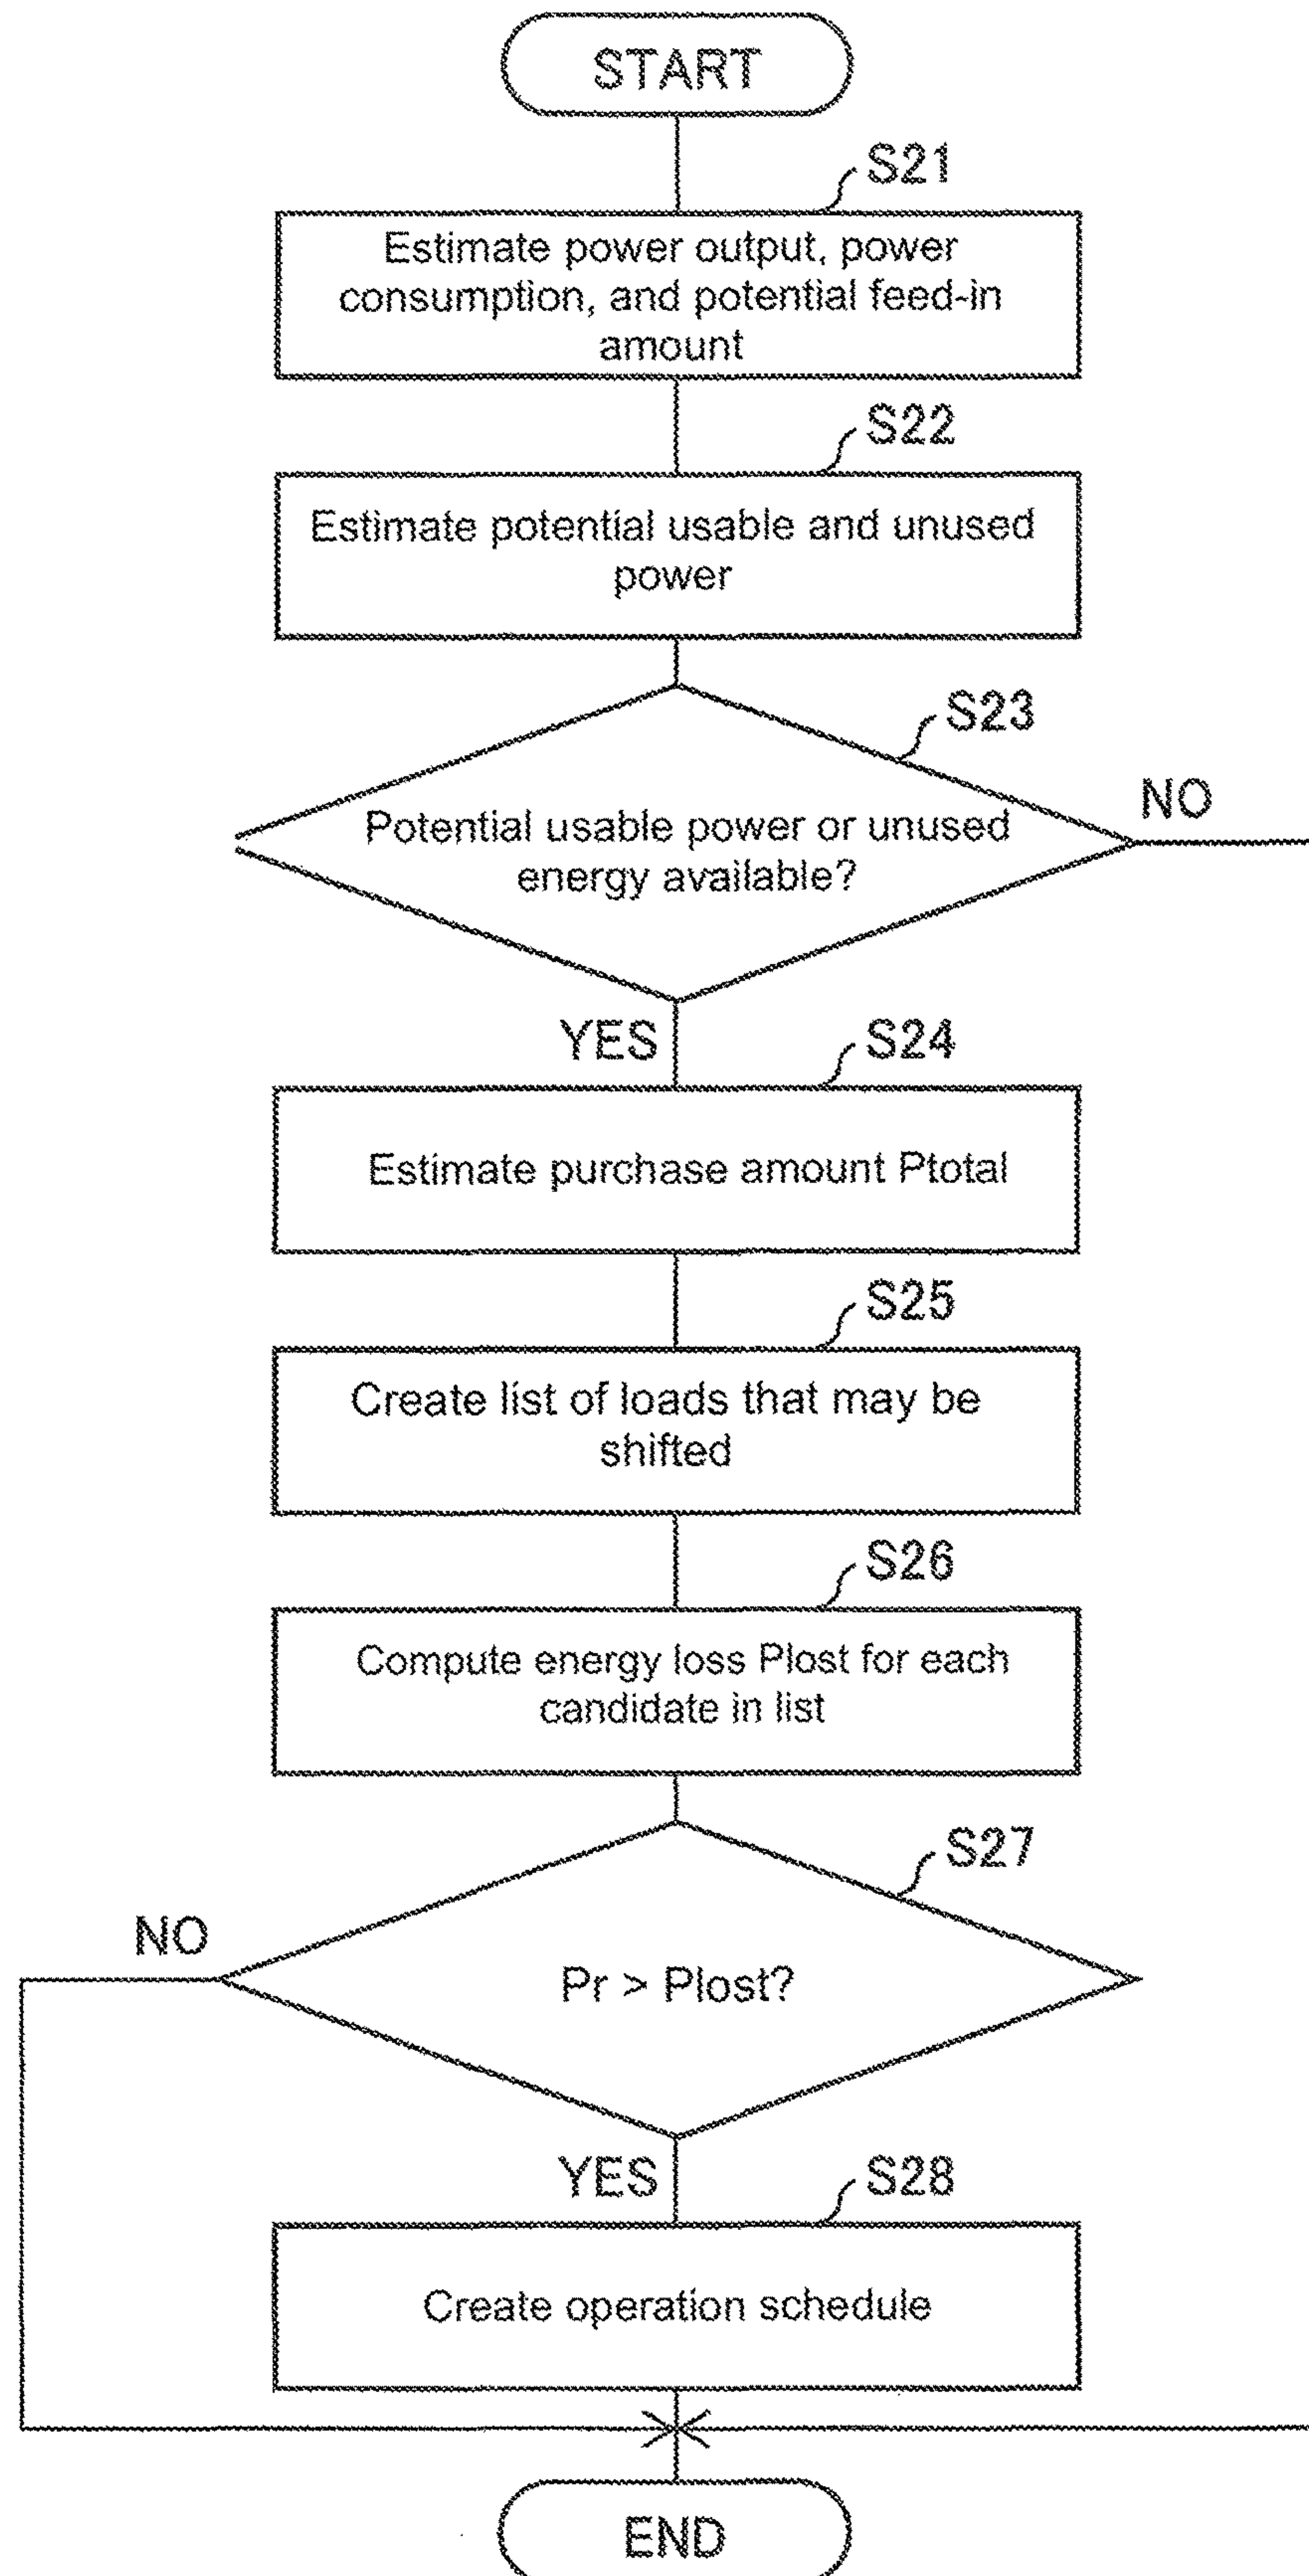 START
S21
Estimate power output, power
consumption, and potential feed-in
amount
S22
Estimate potential usable and unused
power
S23
Potential usable power or unused
energy available?
NO
YES
S24
Estimate purchase amount Ptotal
S25
Create list of loads that may be
shifted
S26
Compute energy loss Plost for each
candidate in list
S27
NO
Pr > Plost?
YES
S28
Create operation schedule
END